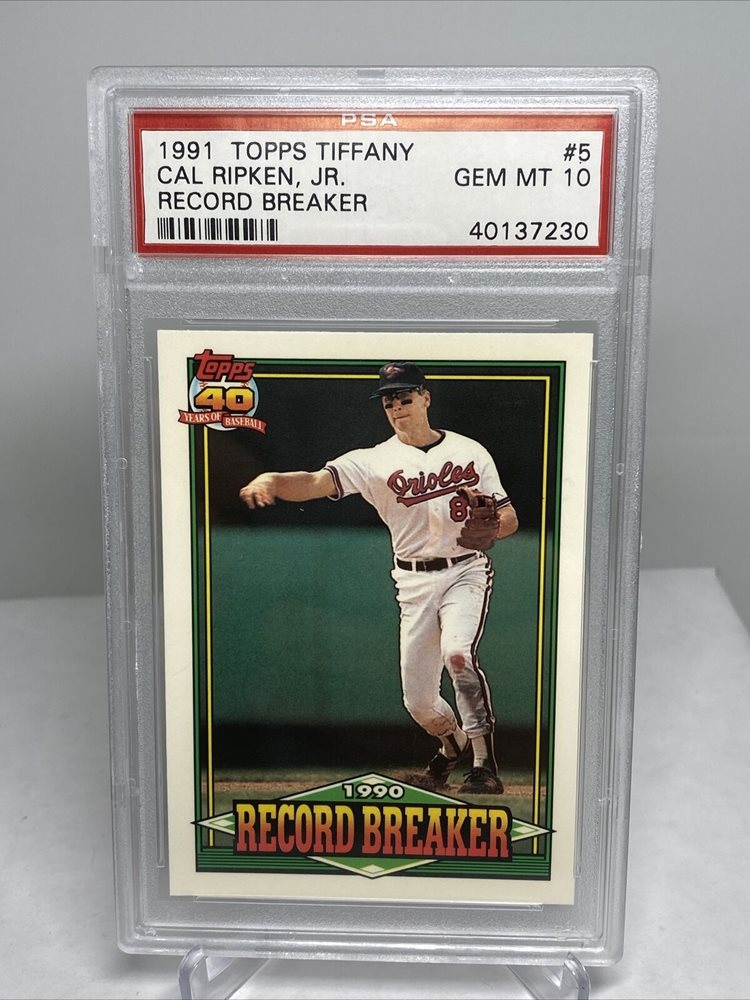 PSA
1991 TOPPS TIFFANY #5
CAL RIPKEN, JR. GEM MT 10
RECORD BREAKER
40137230
topps
40
YEARS OF BASEBALL
Orioles
8
1990
RECORD BREAKER